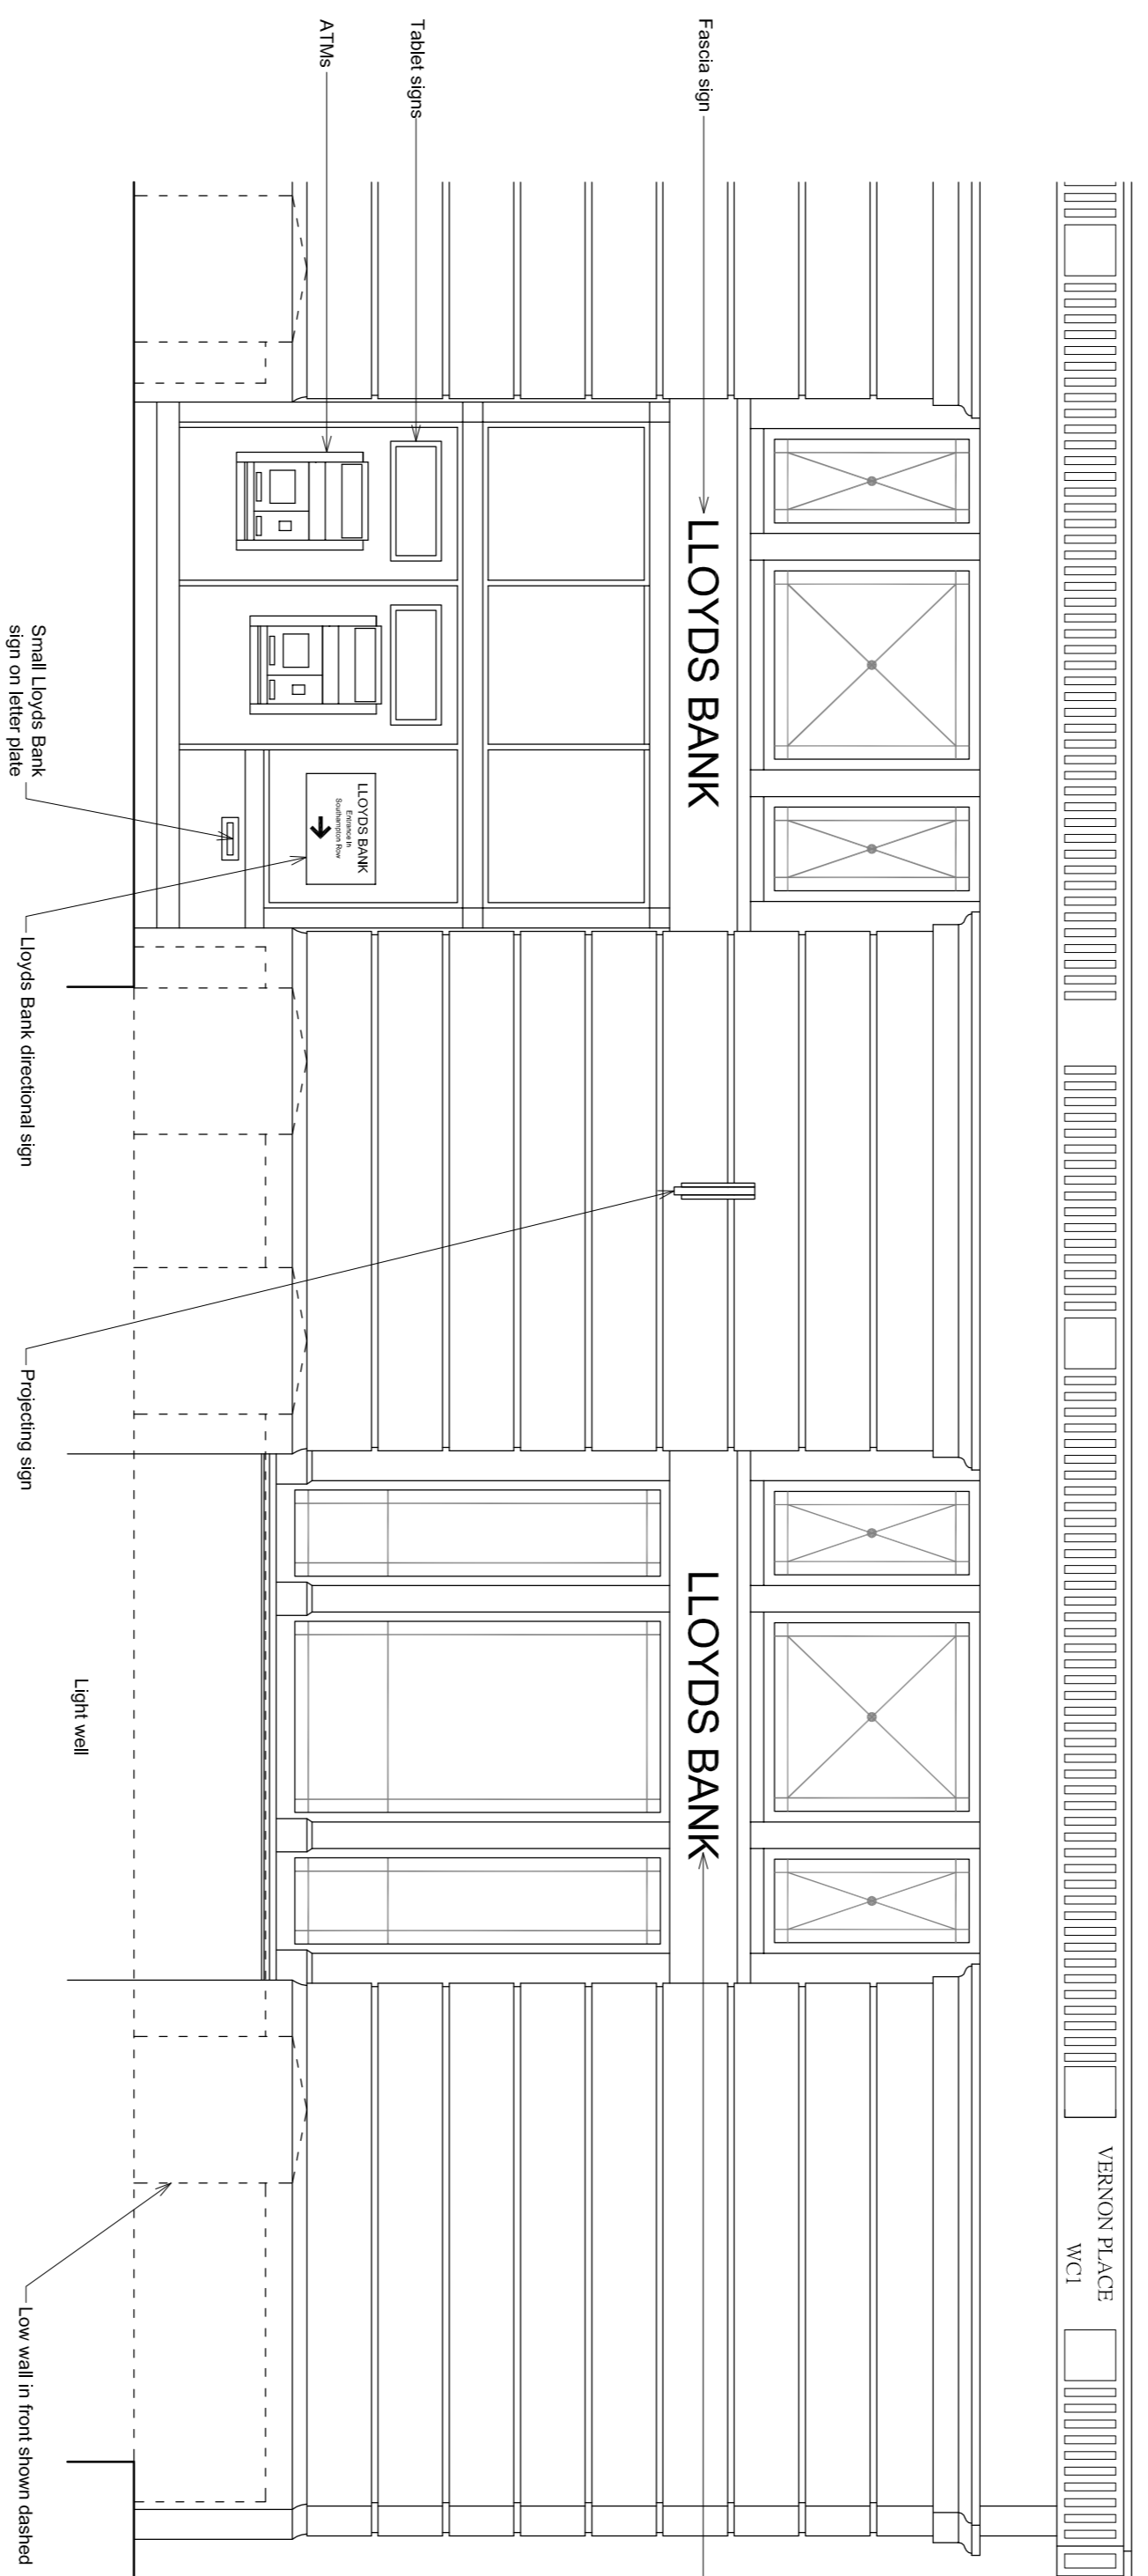 VERNON PLACE
WC1
Fascia sign
LLOYDS BANK
LLOYDS BANK
Tablet signs
ATMs
LLOYDS BANK
Entrance in
Southampton Row
Small Lloyds Bank
sign on letter plate
Lloyds Bank directional sign
Projecting sign
Light well
Low wall in front shown dashed